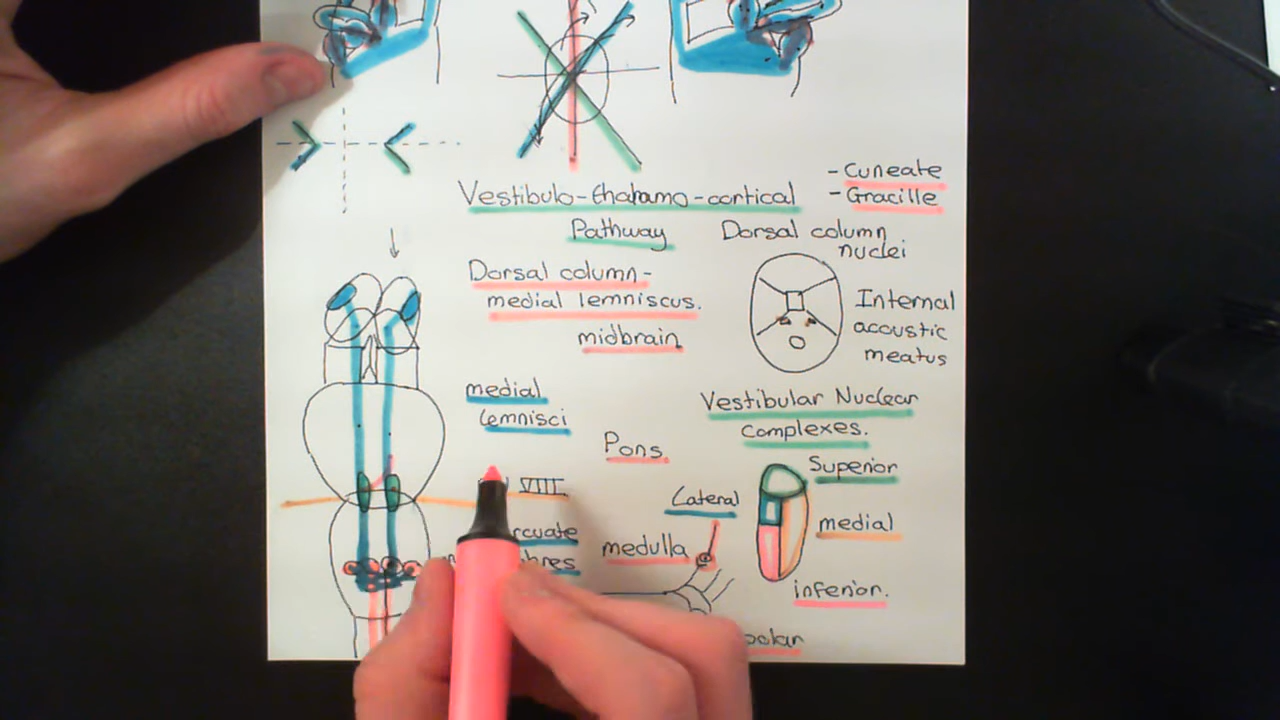 - Cuneate
- Gracille
Vestibulo-thalamo-cortical
Pathway
Dorsal column
nuclei
Dorsal column-
medial lemniscus.
midbrain
Internal
acoustic
meatus
medial
lemnisci
Vestibular Nuclear
Complexes.
Pons.
VIII
Superior
Lateral
medial
medulla
inferior.